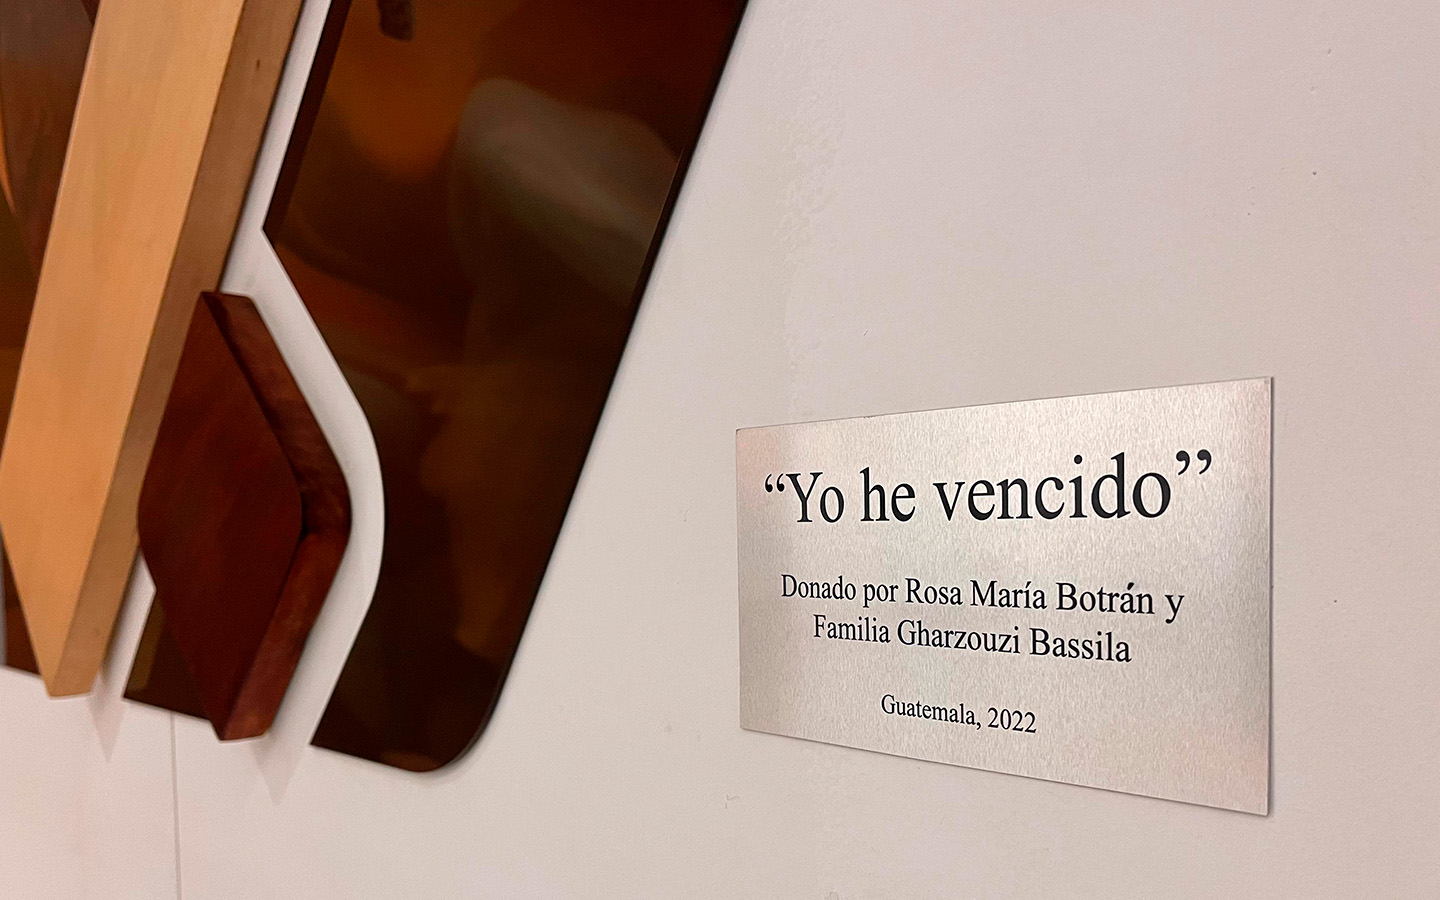 “Yo he vencido”
Donado por Rosa María Botrán y
Familia Gharzouzi Bassila
Guatemala, 2022